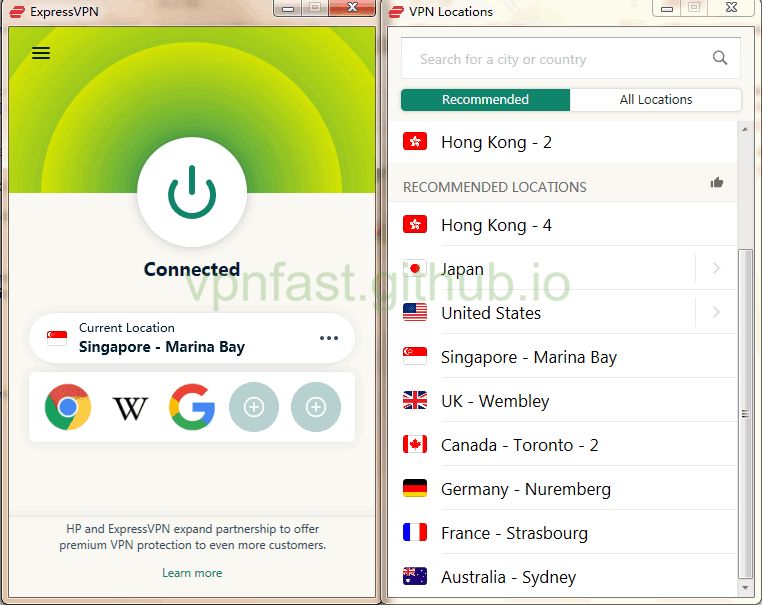 ExpressVPN
Connected
Current Location
Singapore - Marina Bay
W
G
HP and ExpressVPN expand partnership to offer
premium VPN protection to even more customers.
Learn more
VPN Locations
Search for a city or country
Recommended
All Locations
Hong Kong - 2
RECOMMENDED LOCATIONS
Hong Kong - 4
Japan
United States
Singapore - Marina Bay
UK - Wembley
Canada - Toronto - 2
Germany - Nuremberg
France - Strasbourg
Australia - Sydney
vpnfast.github.io